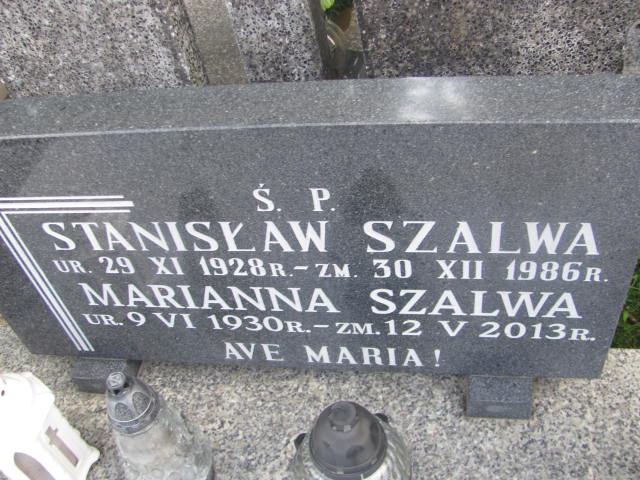 Ś. P.
STANISŁAW SZALWA
UR. 29 XI 1928R. – ZM. 30 XII 1986R.
MARIANNA SZALWA
UR. 9 VI 1930R. – ZM. 12 V 2013R.
AVE MARIA!